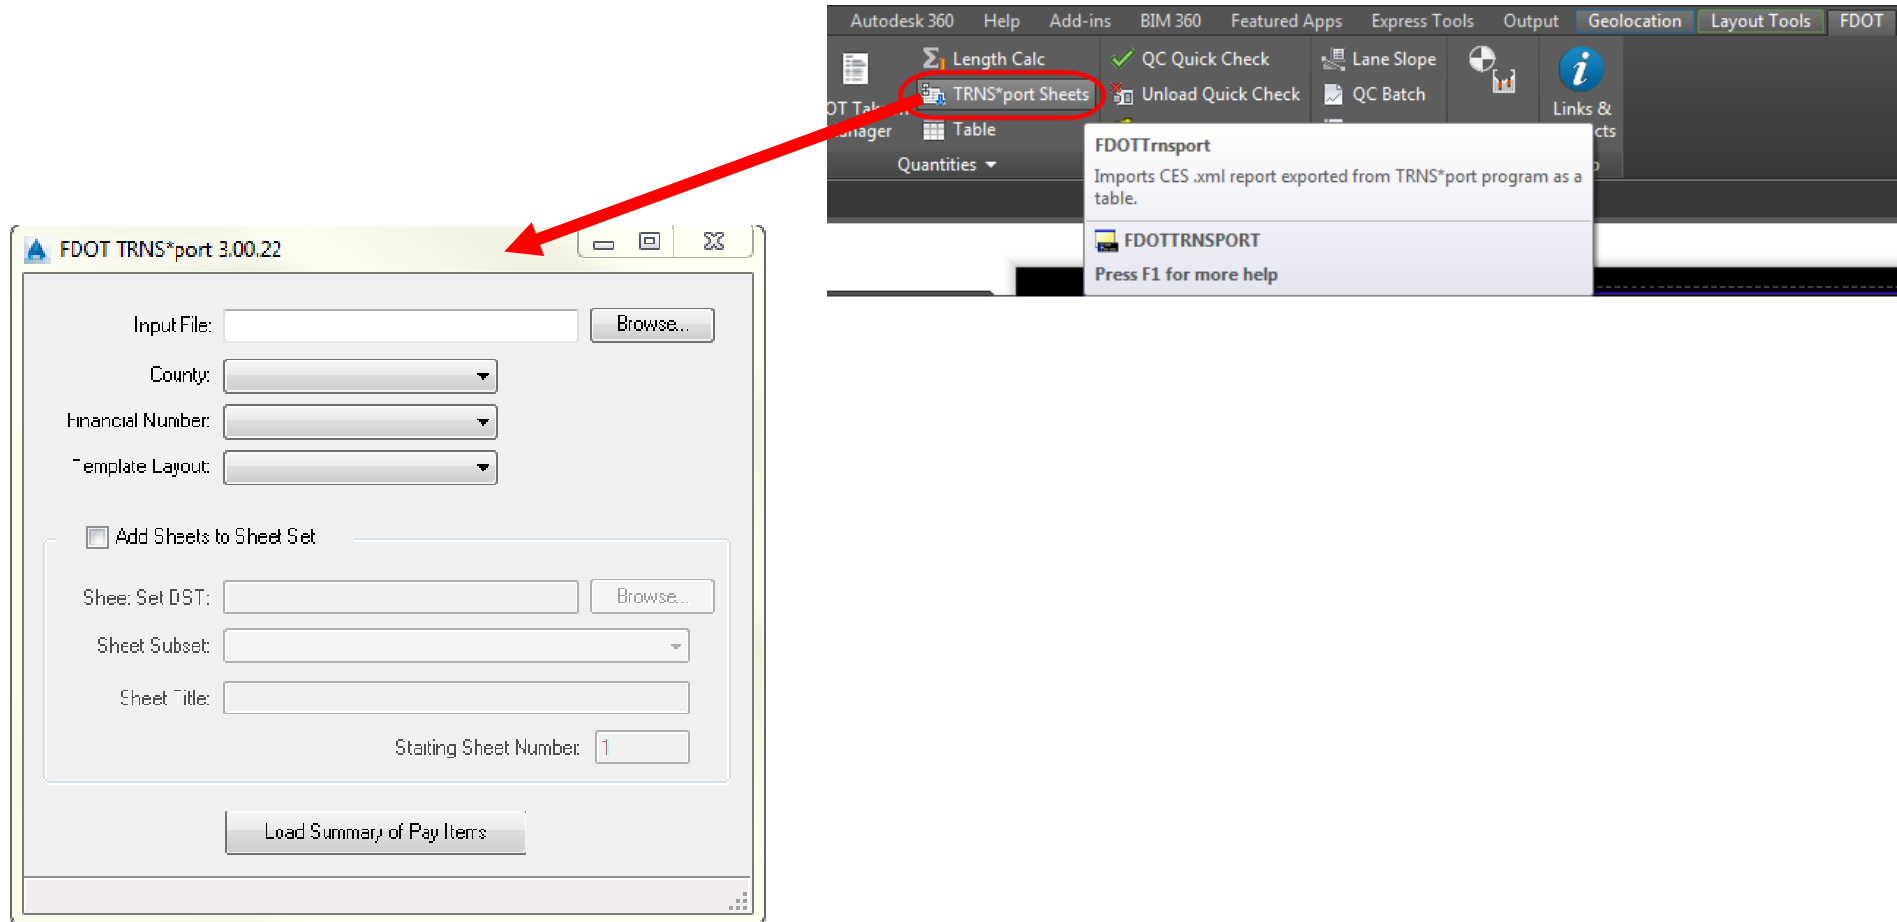 Autodesk 360 Help Add-ins BIM 360 Featured Apps Express Tools Output Geolocation Layout Tools FDOT
Length Calc
QC Quick Check
Lane Slope
TRNS*port Sheets
Unload Quick Check
QC Batch
Links &
Table
Quantities
FDOTTrnsport
Imports CES .xml report exported from TRNS*port program as a
table.
FDOTTRNSPORT
Press F1 for more help
FDOT TRNS*port 3.00.22
Input File:
Browse...
County:
Financial Number:
Template Layout:
Add Sheets to Sheet Set
Sheet Set DST:
Browse...
Sheet Subset:
Sheet Title:
Starting Sheet Number: 1
Load Summary of Pay Items